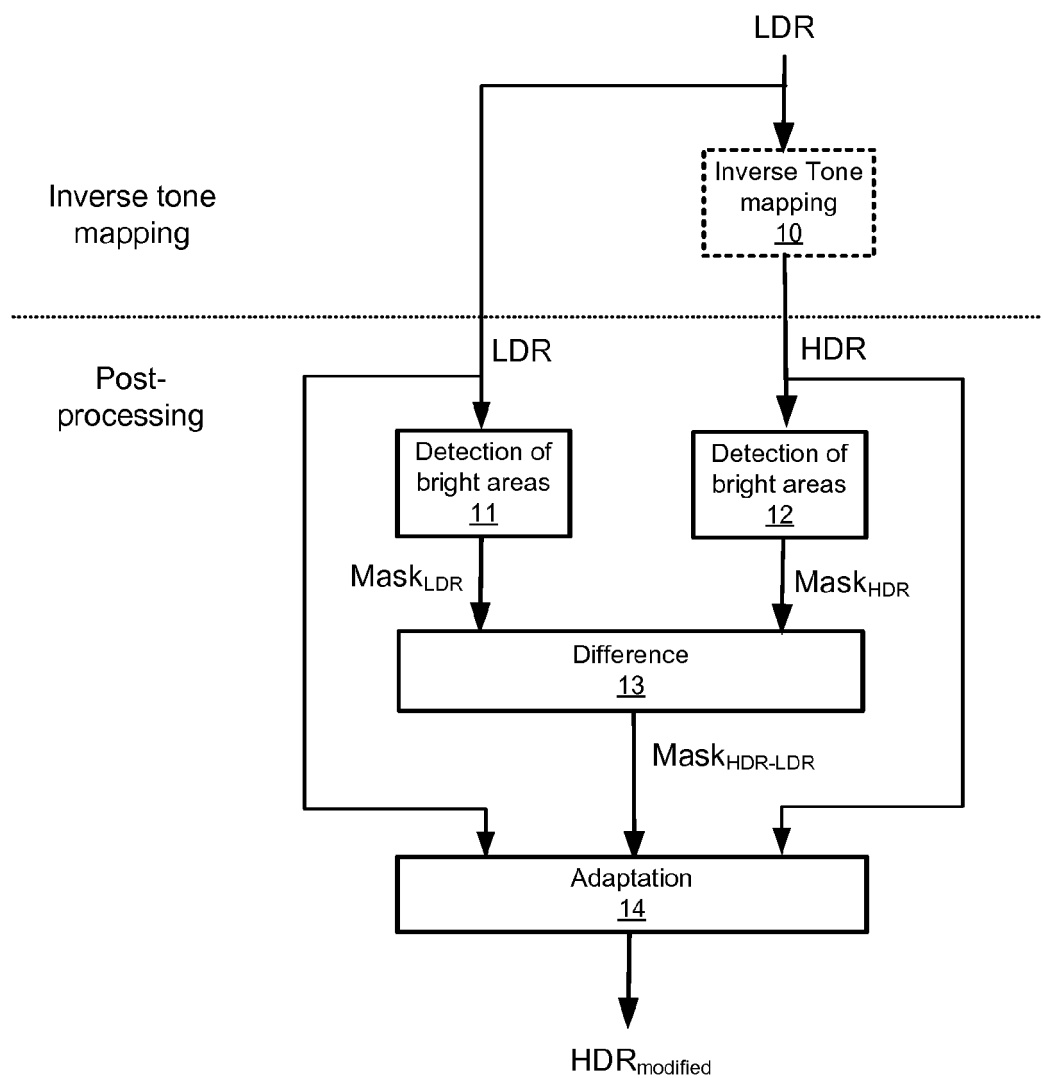 LDR
Inverse Tone
mapping
10
Inverse tone
mapping
LDR
HDR
Post-
processing
Detection of
bright areas
11
Detection of
bright areas
12
MaskLDR
MaskHDR
Difference
13
MaskHDR-LDR
Adaptation
14
HDRmodified